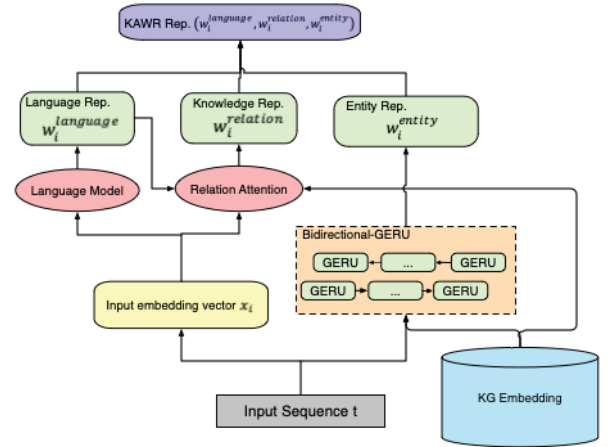 KAWR Rep. (w_i^language, w_i^relation, w_i^entity)
Language Rep.
w_i^language
Knowledge Rep.
w_i^relation
Entity Rep.
w_i^entity
Language Model
Relation Attention
Bidirectional-GERU
GERU ... GERU
GERU ... GERU
Input embedding vector x_i
KG Embedding
Input Sequence t